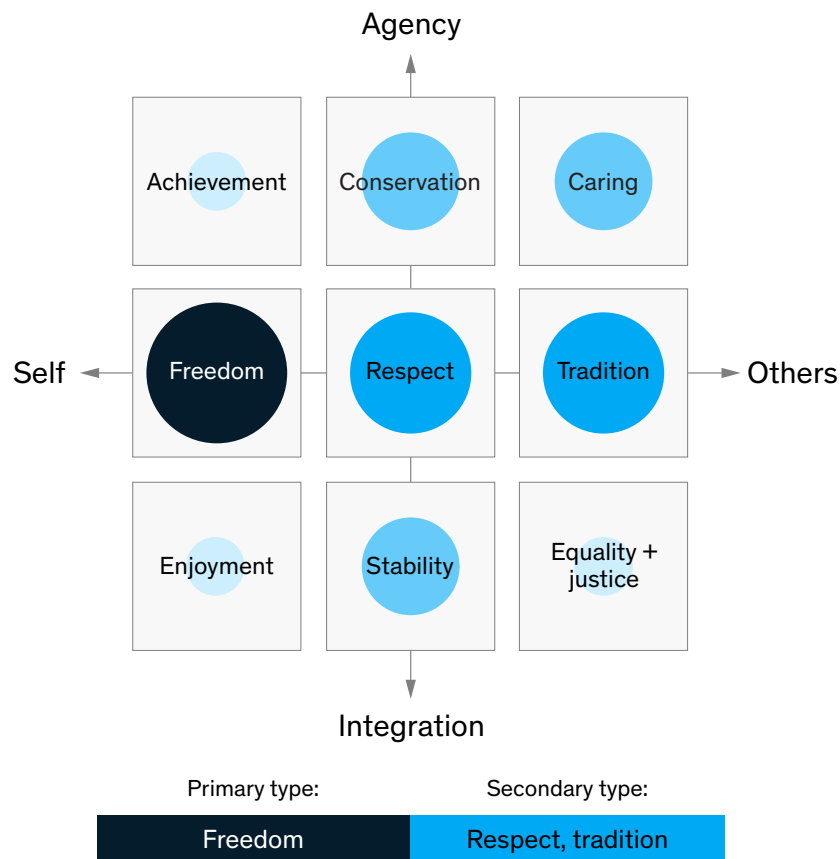 Agency
Achievement
Conservation
Caring
Self
Freedom
Respect
Tradition
Others
Enjoyment
Stability
Equality +
justice
Integration
Primary type:
Secondary type:
Freedom
Respect, tradition